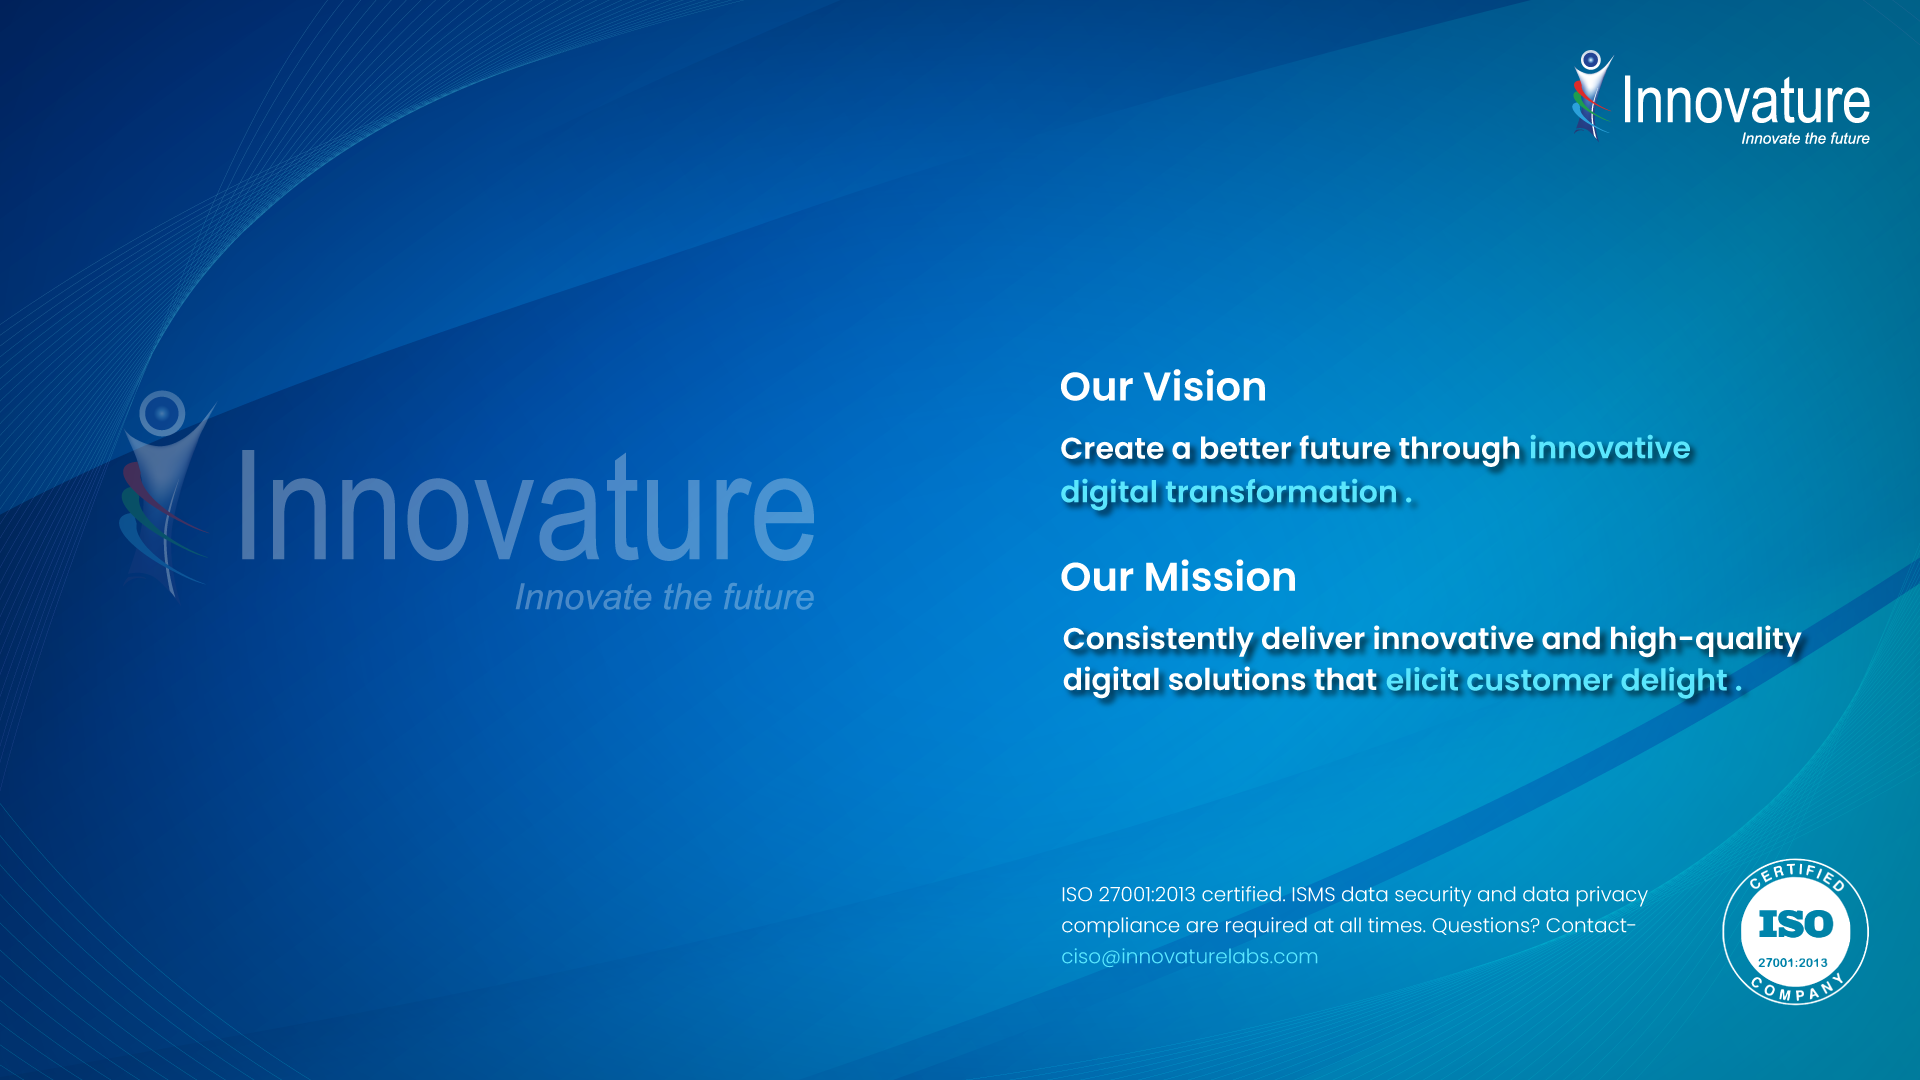 Innovature
Innovate the future
Innovature
Innovate the future
Our Vision
Create a better future through innovative
digital transformation .
Our Mission
Consistently deliver innovative and high-quality
digital solutions that elicit customer delight .
ISO 27001:2013 certified. ISMS data security and data privacy
compliance are required at all times. Questions? Contact-
ciso@innovaturelabs.com
CERTIFIED
ISO
27001:2013
COMPANY